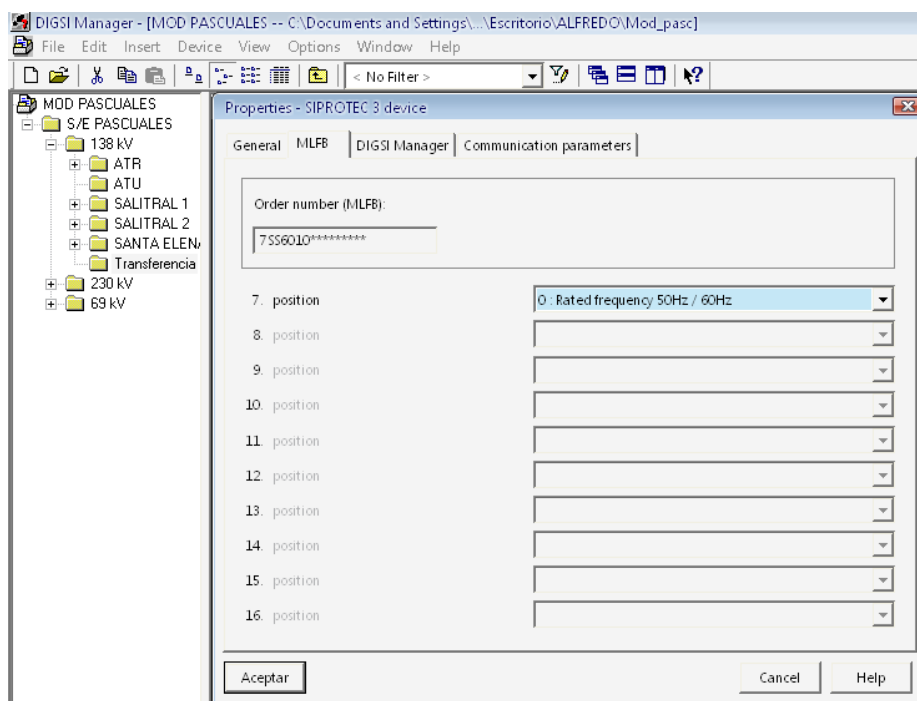 DIGSI Manager - [MOD PASCUALES -- C:\Documents and Settings\...\Escritorio\ALFREDO\Mod_pasc]
File Edit Insert Device View Options Window Help
< No Filter >
MOD PASCUALES
S/E PASCUALES
138 kV
ATR
ATU
SALITRAL 1
SALITRAL 2
SANTA ELEN
Transferencia
230 kV
69 kV
Properties - SIPROTEC 3 device
General MLFB DIGSI Manager Communication parameters
Order number (MLFB):
7SS6010*********
7. position 0 : Rated frequency 50Hz / 60Hz
8. position
9. position
10. position
11. position
12. position
13. position
14. position
15. position
16. position
Aceptar Cancel Help